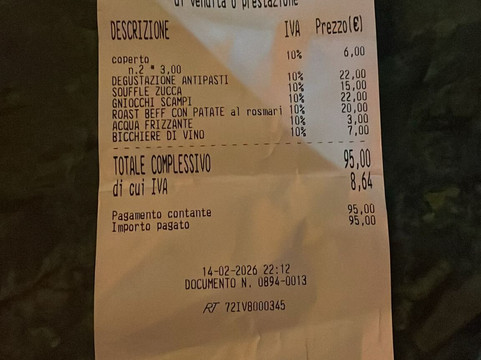 di vendita o prestazione
DESCRIZIONE IVA Prezzo(€)
coperto 10% 6,00
n.2 * 3,00
DEGUSTAZIONE ANTIPASTI 10% 22,00
SOUFFLE ZUCCA 10% 15,00
GNIOCCHI SCAMPI 10% 22,00
ROAST BEFF CON PATATE al rosmari 10% 20,00
ACQUA FRIZZANTE 10% 3,00
BICCHIERE DI VINO 10% 7,00
TOTALE COMPLESSIVO 95,00
di cui IVA 8,64
Pagamento contante 95,00
Importo pagato 95,00
14-02-2026 22:12
DOCUMENTO N. 0894-0013
RT 72IV8000345